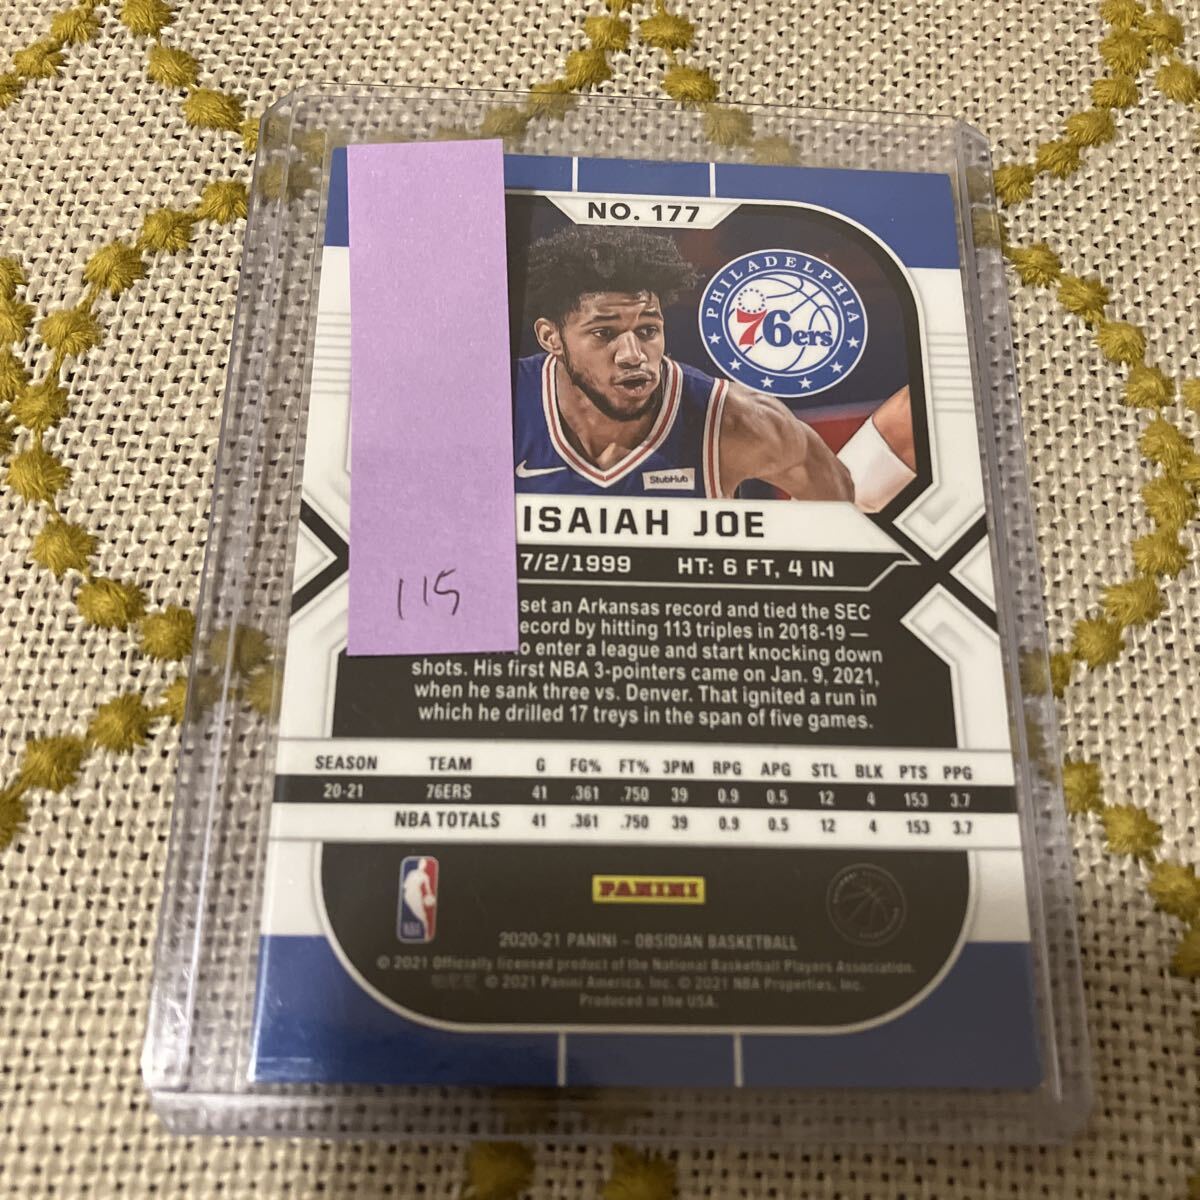 NO. 177
PHILADELPHIA
76ers
StubHub
ISAIAH JOE
7/2/1999 HT: 6 FT, 4 IN
115
set an Arkansas record and tied the SEC
ecord by hitting 113 triples in 2018-19 —
o enter a league and start knocking down
shots. His first NBA 3-pointers came on Jan. 9, 2021,
when he sank three vs. Denver. That ignited a run in
which he drilled 17 treys in the span of five games.
SEASON TEAM G FG% FT% 3PM RPG APG STL BLK PTS PPG
20-21 76ERS 41 .361 .750 39 0.9 0.5 12 4 153 3.7
NBA TOTALS 41 .361 .750 39 0.9 0.5 12 4 153 3.7
NBA
PANINI
2020-21 PANINI – OBSIDIAN BASKETBALL
© 2021 Officially licensed product of the National Basketball Players Association.
© 2021 Panini America, Inc. © 2021 NBA Properties, Inc.
Produced in the USA.